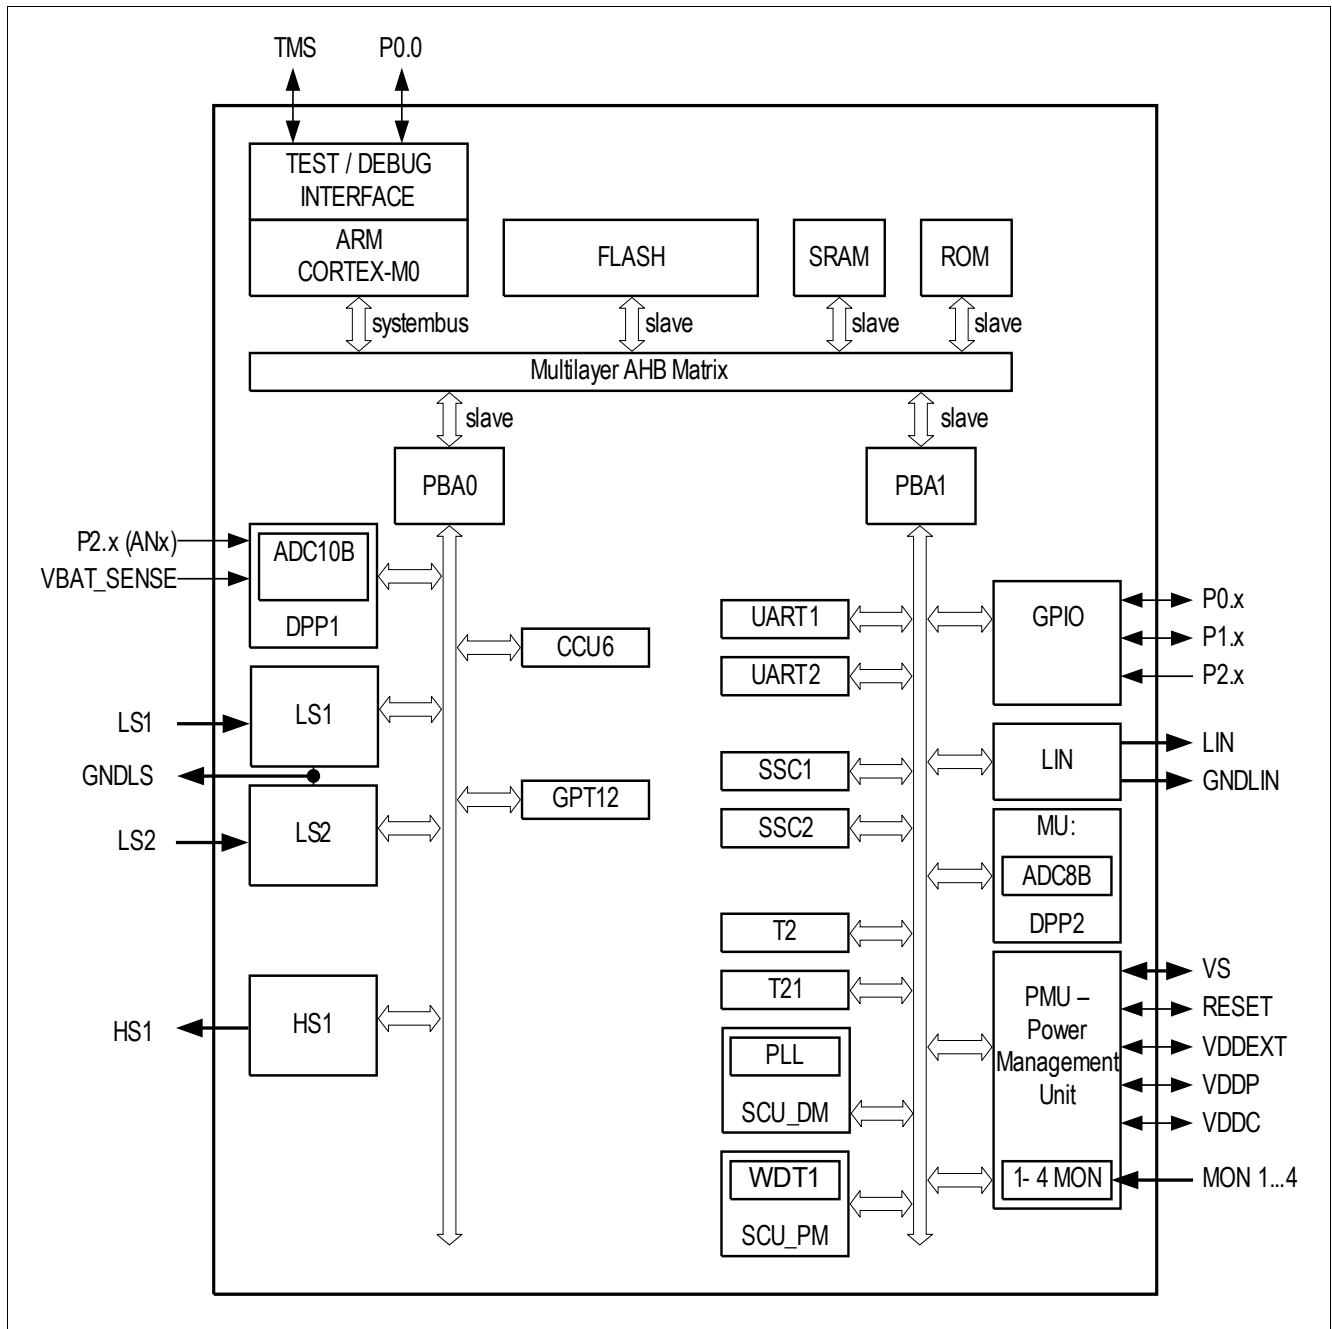 TMS
P0.0
TEST / DEBUG
INTERFACE
ARM
CORTEX-M0
FLASH
SRAM
ROM
systembus
slave
slave
slave
Multilayer AHB Matrix
slave
slave
PBA0
PBA1
P2.x (ANx)
VBAT_SENSE
ADC10B
DPP1
CCU6
LS1
LS1
GNDLS
GPT12
LS2
LS2
HS1
HS1
UART1
UART2
SSC1
SSC2
T2
T21
PLL
SCU_DM
WDT1
SCU_PM
GPIO
P0.x
P1.x
P2.x
LIN
LIN
GNDLIN
MU:
ADC8B
DPP2
PMU –
Power
Management
Unit
VS
RESET
VDDEXT
VDDP
VDDC
1- 4 MON
MON 1...4